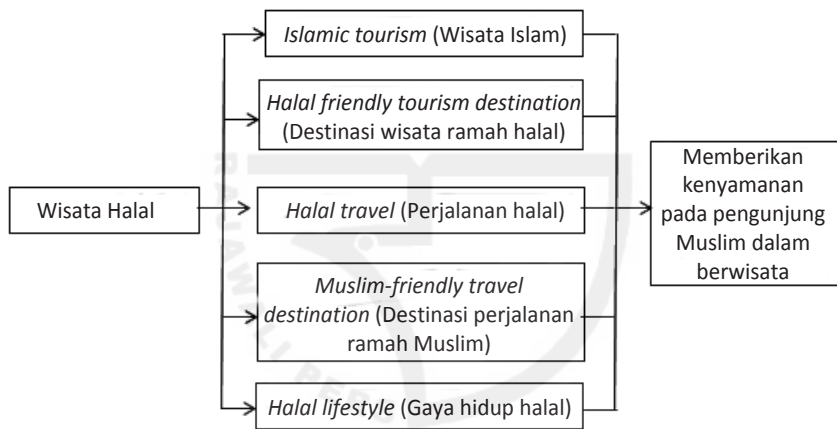 Islamic tourism (Wisata Islam)
Halal friendly tourism destination
(Destinasi wisata ramah halal)
Wisata Halal
Halal travel (Perjalanan halal)
Muslim-friendly travel
destination (Destinasi perjalanan
ramah Muslim)
Halal lifestyle (Gaya hidup halal)
Memberikan
kenyamanan
pada pengunjung
Muslim dalam
berwisata
RAJAWALI PERS